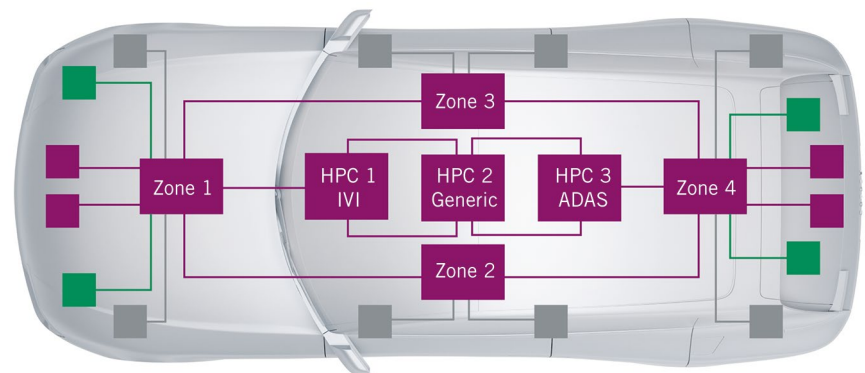 Zone 3
Zone 1
HPC 1
IVI
HPC 2
Generic
HPC 3
ADAS
Zone 4
Zone 2